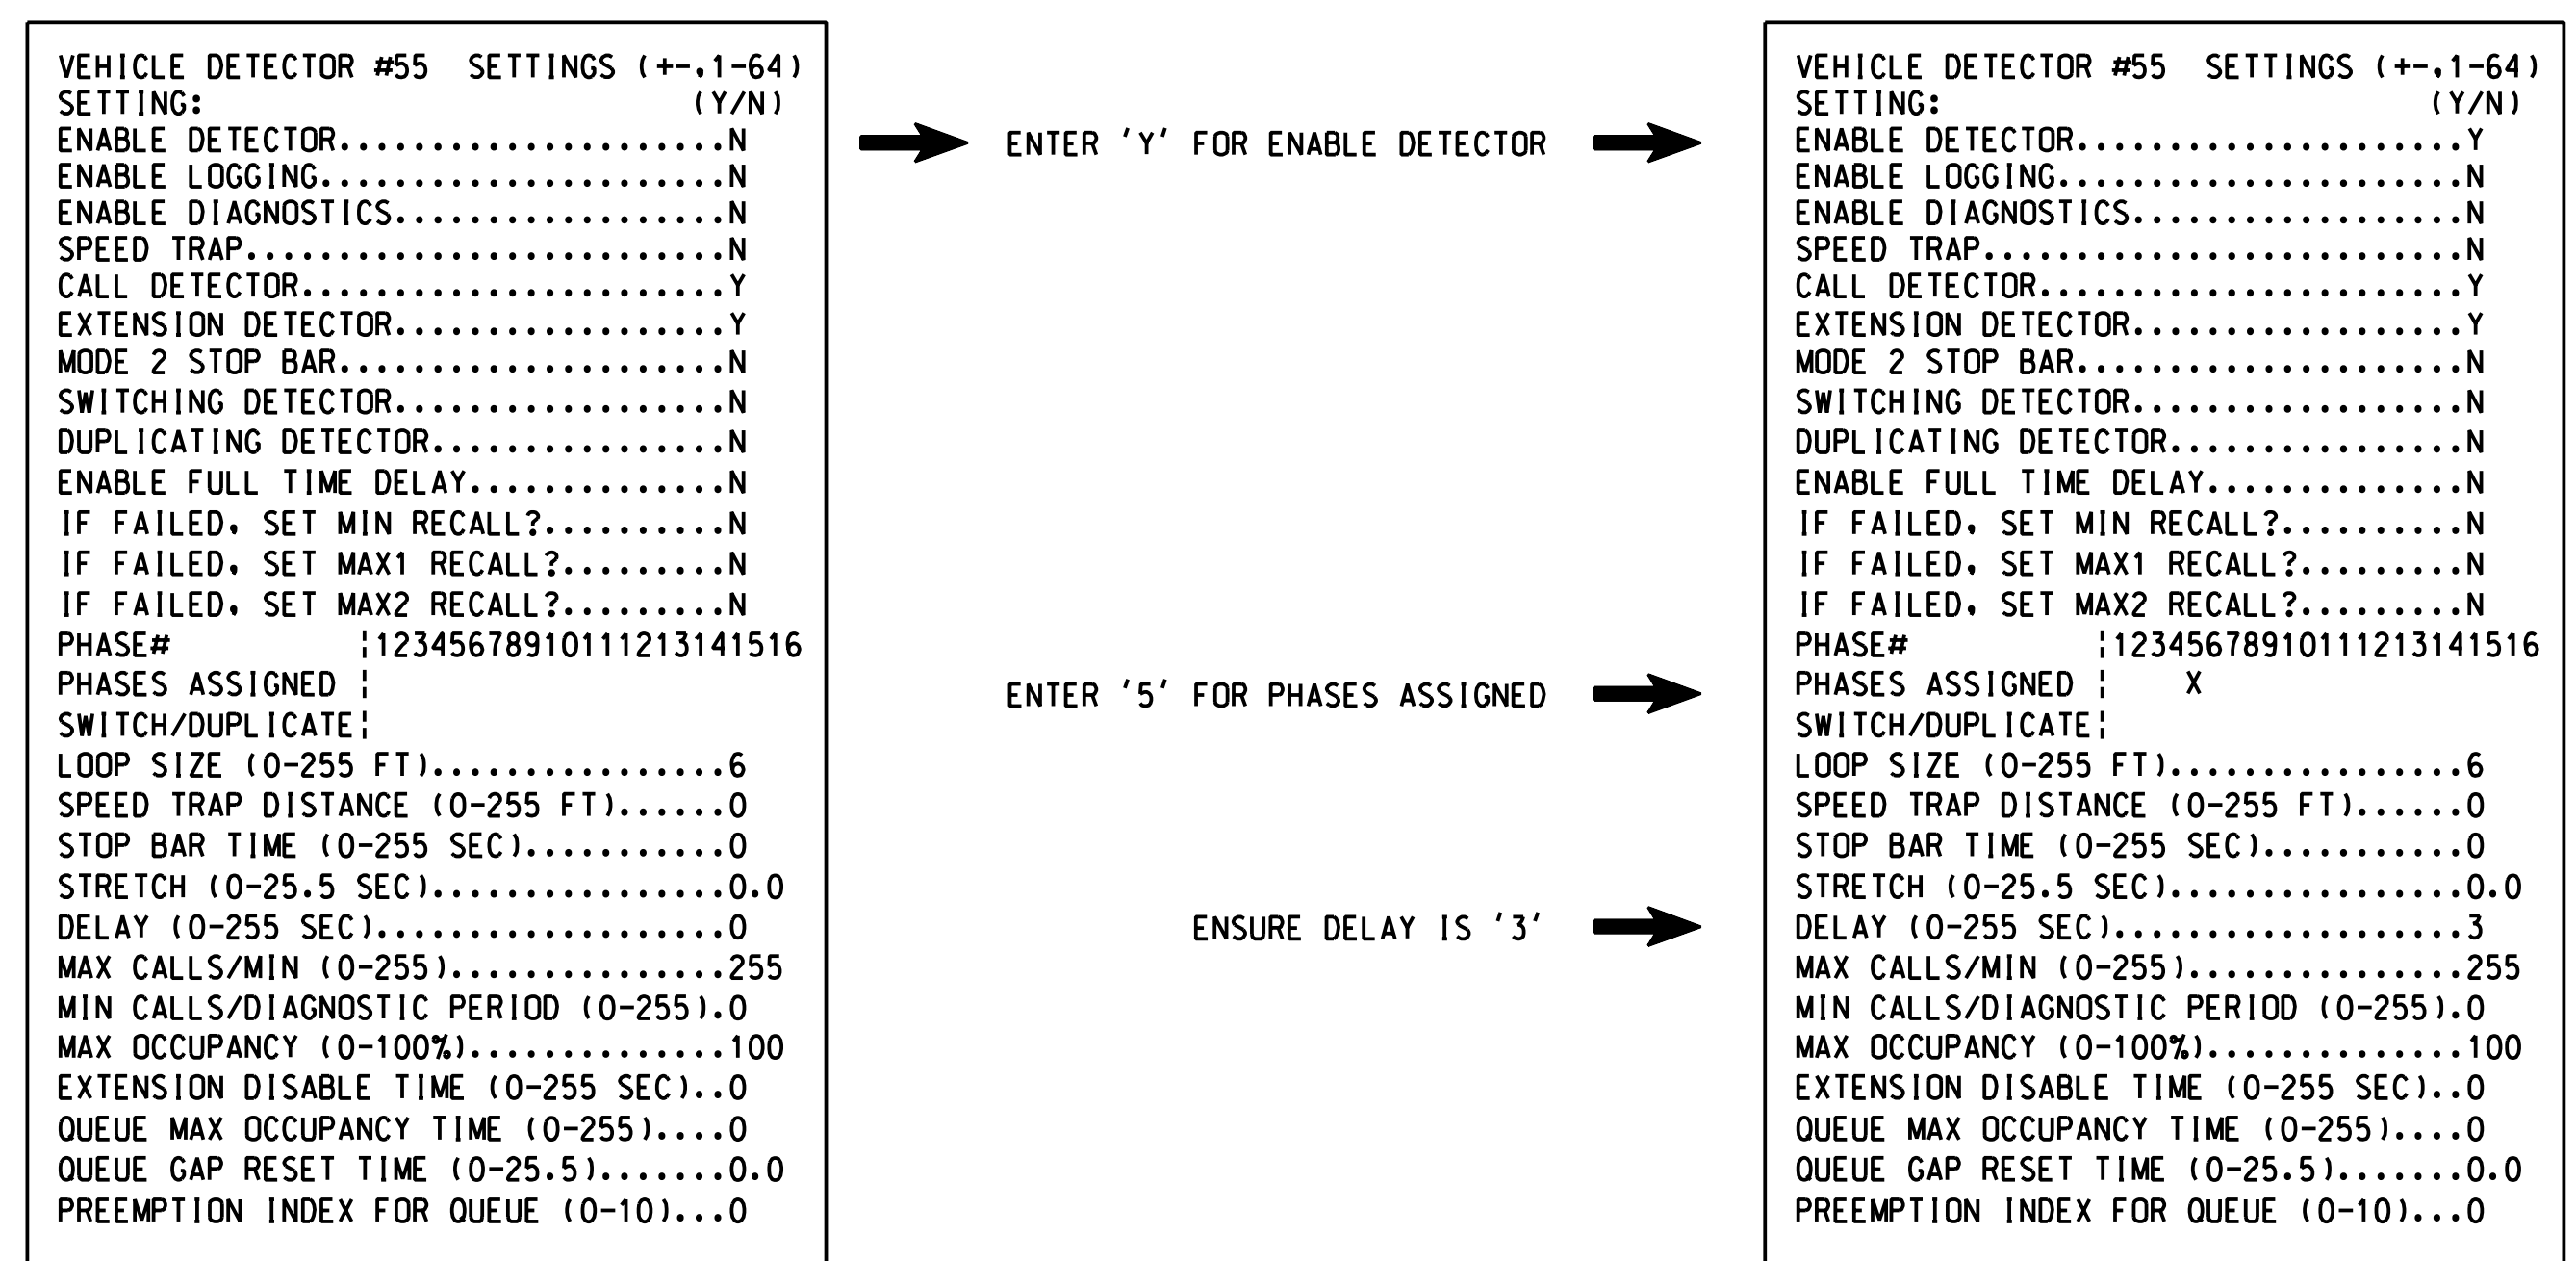 VEHICLE DETECTOR #55  SETTINGS (+-,1-64)
SETTING:                          (Y/N)
ENABLE DETECTOR.....................N
ENABLE LOGGING......................N
ENABLE DIAGNOSTICS..................N
SPEED TRAP..........................N
CALL DETECTOR.......................Y
EXTENSION DETECTOR..................Y
MODE 2 STOP BAR.....................N
SWITCHING DETECTOR..................N
DUPLICATING DETECTOR................N
ENABLE FULL TIME DELAY..............N
IF FAILED, SET MIN RECALL?..........N
IF FAILED, SET MAX1 RECALL?.........N
IF FAILED, SET MAX2 RECALL?.........N
PHASE#          ¦12345678910111213141516
PHASES ASSIGNED ¦
SWITCH/DUPLICATE¦
LOOP SIZE (0-255 FT)................6
SPEED TRAP DISTANCE (0-255 FT)......0
STOP BAR TIME (0-255 SEC)...........0
STRETCH (0-25.5 SEC)................0.0
DELAY (0-255 SEC)...................0
MAX CALLS/MIN (0-255)...............255
MIN CALLS/DIAGNOSTIC PERIOD (0-255).0
MAX OCCUPANCY (0-100%)..............100
EXTENSION DISABLE TIME (0-255 SEC)..0
QUEUE MAX OCCUPANCY TIME (0-255)....0
QUEUE GAP RESET TIME (0-25.5).......0.0
PREEMPTION INDEX FOR QUEUE (0-10)...0
ENTER 'Y' FOR ENABLE DETECTOR
ENTER '5' FOR PHASES ASSIGNED
ENSURE DELAY IS '3'
VEHICLE DETECTOR #55  SETTINGS (+-,1-64)
SETTING:                          (Y/N)
ENABLE DETECTOR.....................Y
ENABLE LOGGING......................N
ENABLE DIAGNOSTICS..................N
SPEED TRAP..........................N
CALL DETECTOR.......................Y
EXTENSION DETECTOR..................Y
MODE 2 STOP BAR.....................N
SWITCHING DETECTOR..................N
DUPLICATING DETECTOR................N
ENABLE FULL TIME DELAY..............N
IF FAILED, SET MIN RECALL?..........N
IF FAILED, SET MAX1 RECALL?.........N
IF FAILED, SET MAX2 RECALL?.........N
PHASE#          ¦12345678910111213141516
PHASES ASSIGNED ¦    X
SWITCH/DUPLICATE¦
LOOP SIZE (0-255 FT)................6
SPEED TRAP DISTANCE (0-255 FT)......0
STOP BAR TIME (0-255 SEC)...........0
STRETCH (0-25.5 SEC)................0.0
DELAY (0-255 SEC)...................3
MAX CALLS/MIN (0-255)...............255
MIN CALLS/DIAGNOSTIC PERIOD (0-255).0
MAX OCCUPANCY (0-100%)..............100
EXTENSION DISABLE TIME (0-255 SEC)..0
QUEUE MAX OCCUPANCY TIME (0-255)....0
QUEUE GAP RESET TIME (0-25.5).......0.0
PREEMPTION INDEX FOR QUEUE (0-10)...0